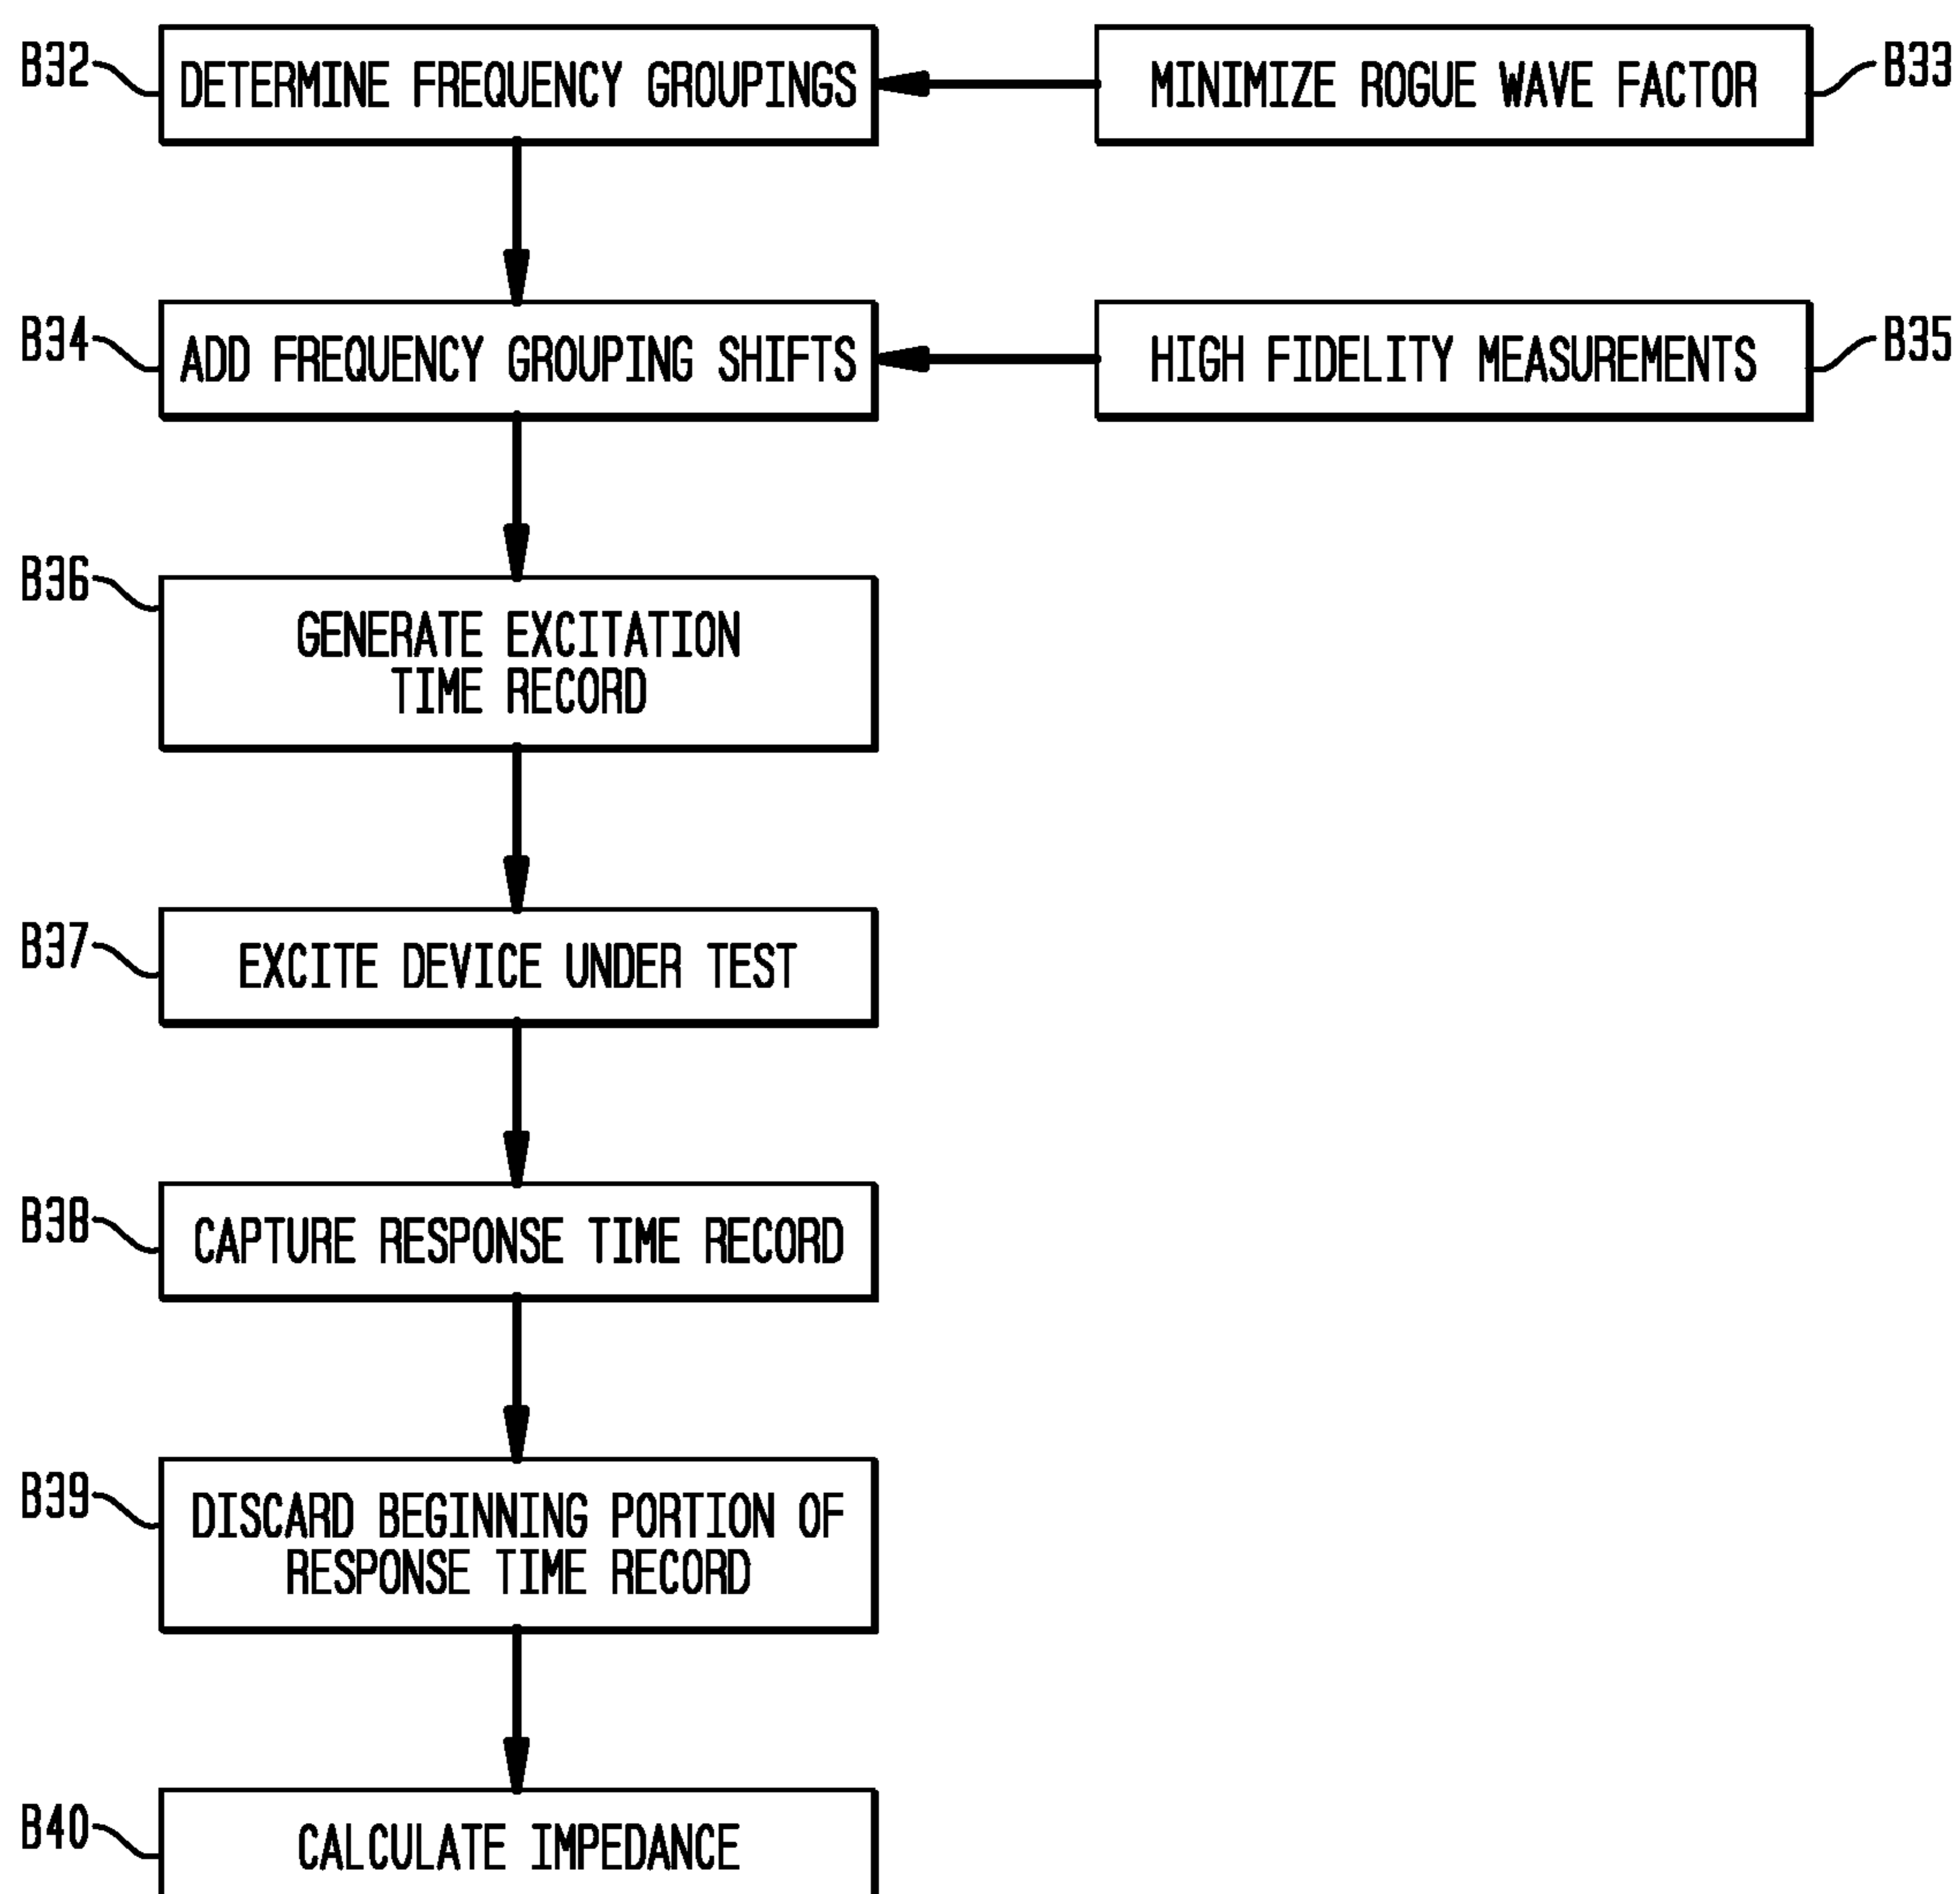 B32
DETERMINE FREQUENCY GROUPINGS
MINIMIZE ROGUE WAVE FACTOR
B33
B34
ADD FREQUENCY GROUPING SHIFTS
HIGH FIDELITY MEASUREMENTS
B35
B36
GENERATE EXCITATION
TIME RECORD
B37
EXCITE DEVICE UNDER TEST
B38
CAPTURE RESPONSE TIME RECORD
B39
DISCARD BEGINNING PORTION OF
RESPONSE TIME RECORD
B40
CALCULATE IMPEDANCE